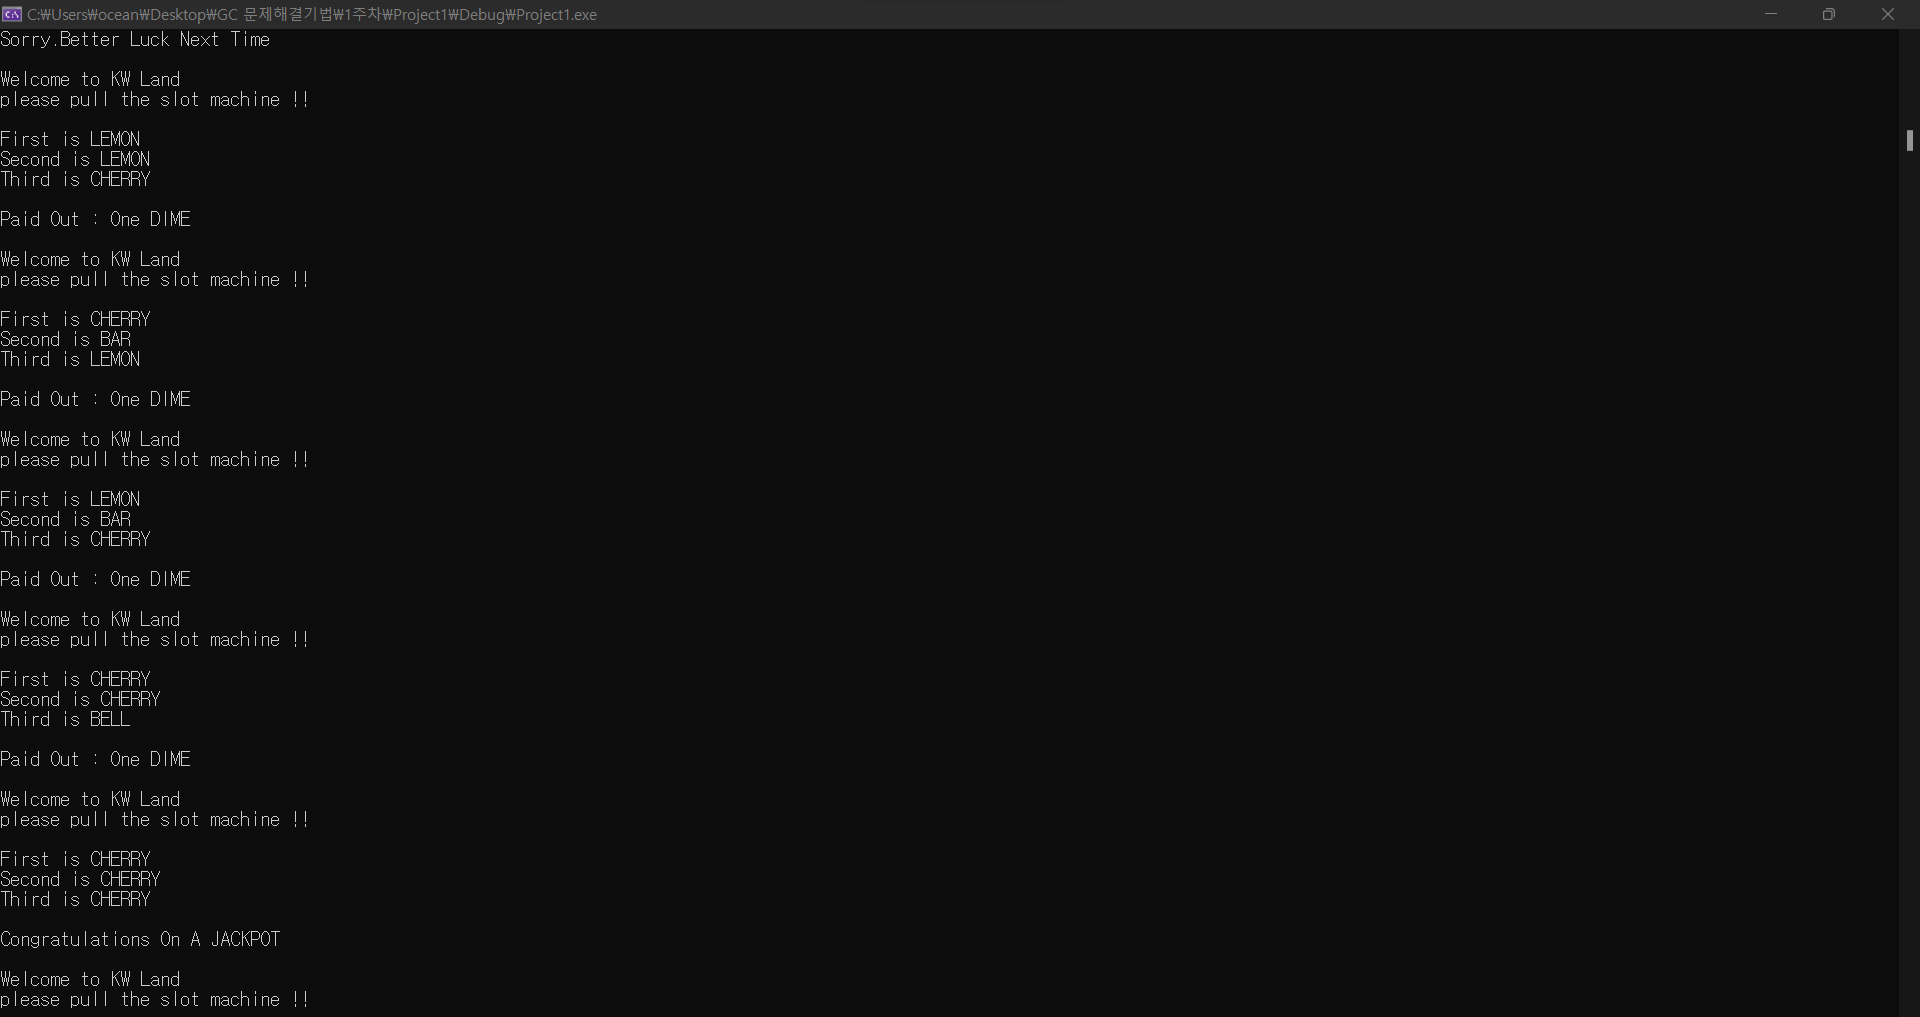 C:₩Users₩ocean₩Desktop₩GC 문제해결기법₩1주차₩Project1₩Debug₩Project1.exe
Sorry.Better Luck Next Time
Welcome to KW Land
please pull the slot machine !!
First is LEMON
Second is LEMON
Third is CHERRY
Paid Out : One DIME
Welcome to KW Land
please pull the slot machine !!
First is CHERRY
Second is BAR
Third is LEMON
Paid Out : One DIME
Welcome to KW Land
please pull the slot machine !!
First is LEMON
Second is BAR
Third is CHERRY
Paid Out : One DIME
Welcome to KW Land
please pull the slot machine !!
First is CHERRY
Second is CHERRY
Third is BELL
Paid Out : One DIME
Welcome to KW Land
please pull the slot machine !!
First is CHERRY
Second is CHERRY
Third is CHERRY
Congratulations On A JACKPOT
Welcome to KW Land
please pull the slot machine !!